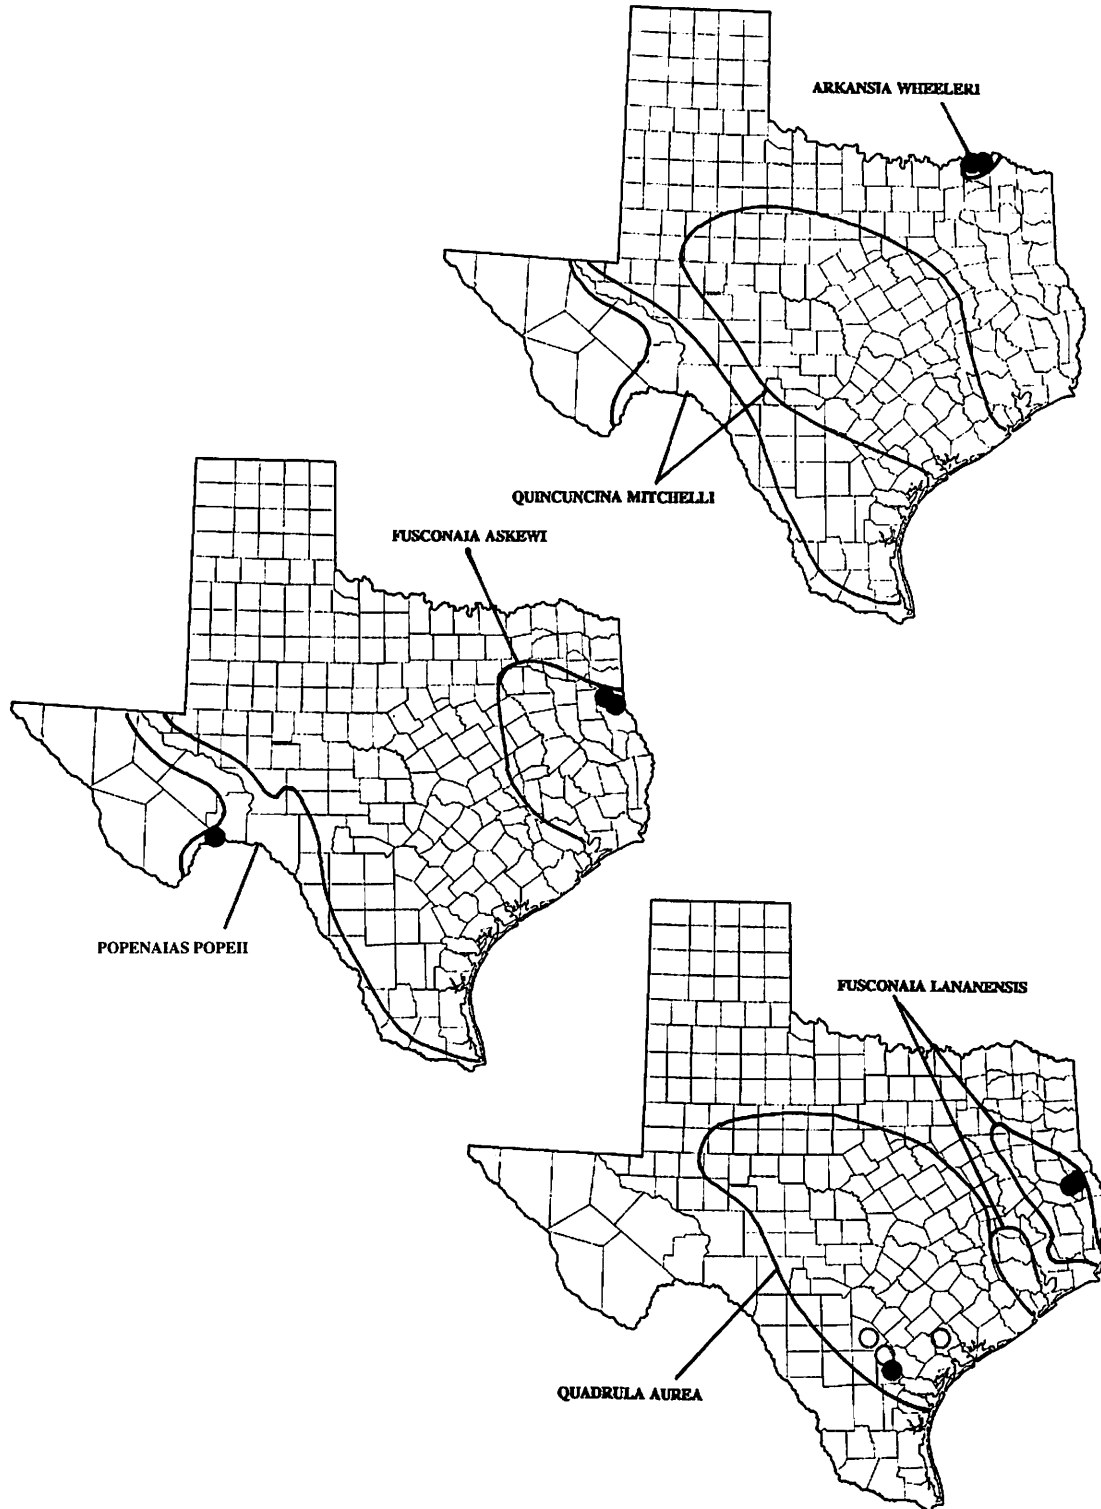 ARKANSIA WHEELERI
QUINCUNCINA MITCHELLI
FUSCONAIA ASKEWI
POPENAIAS POPEII
FUSCONAIA LANANENSIS
QUADRULA AUREA